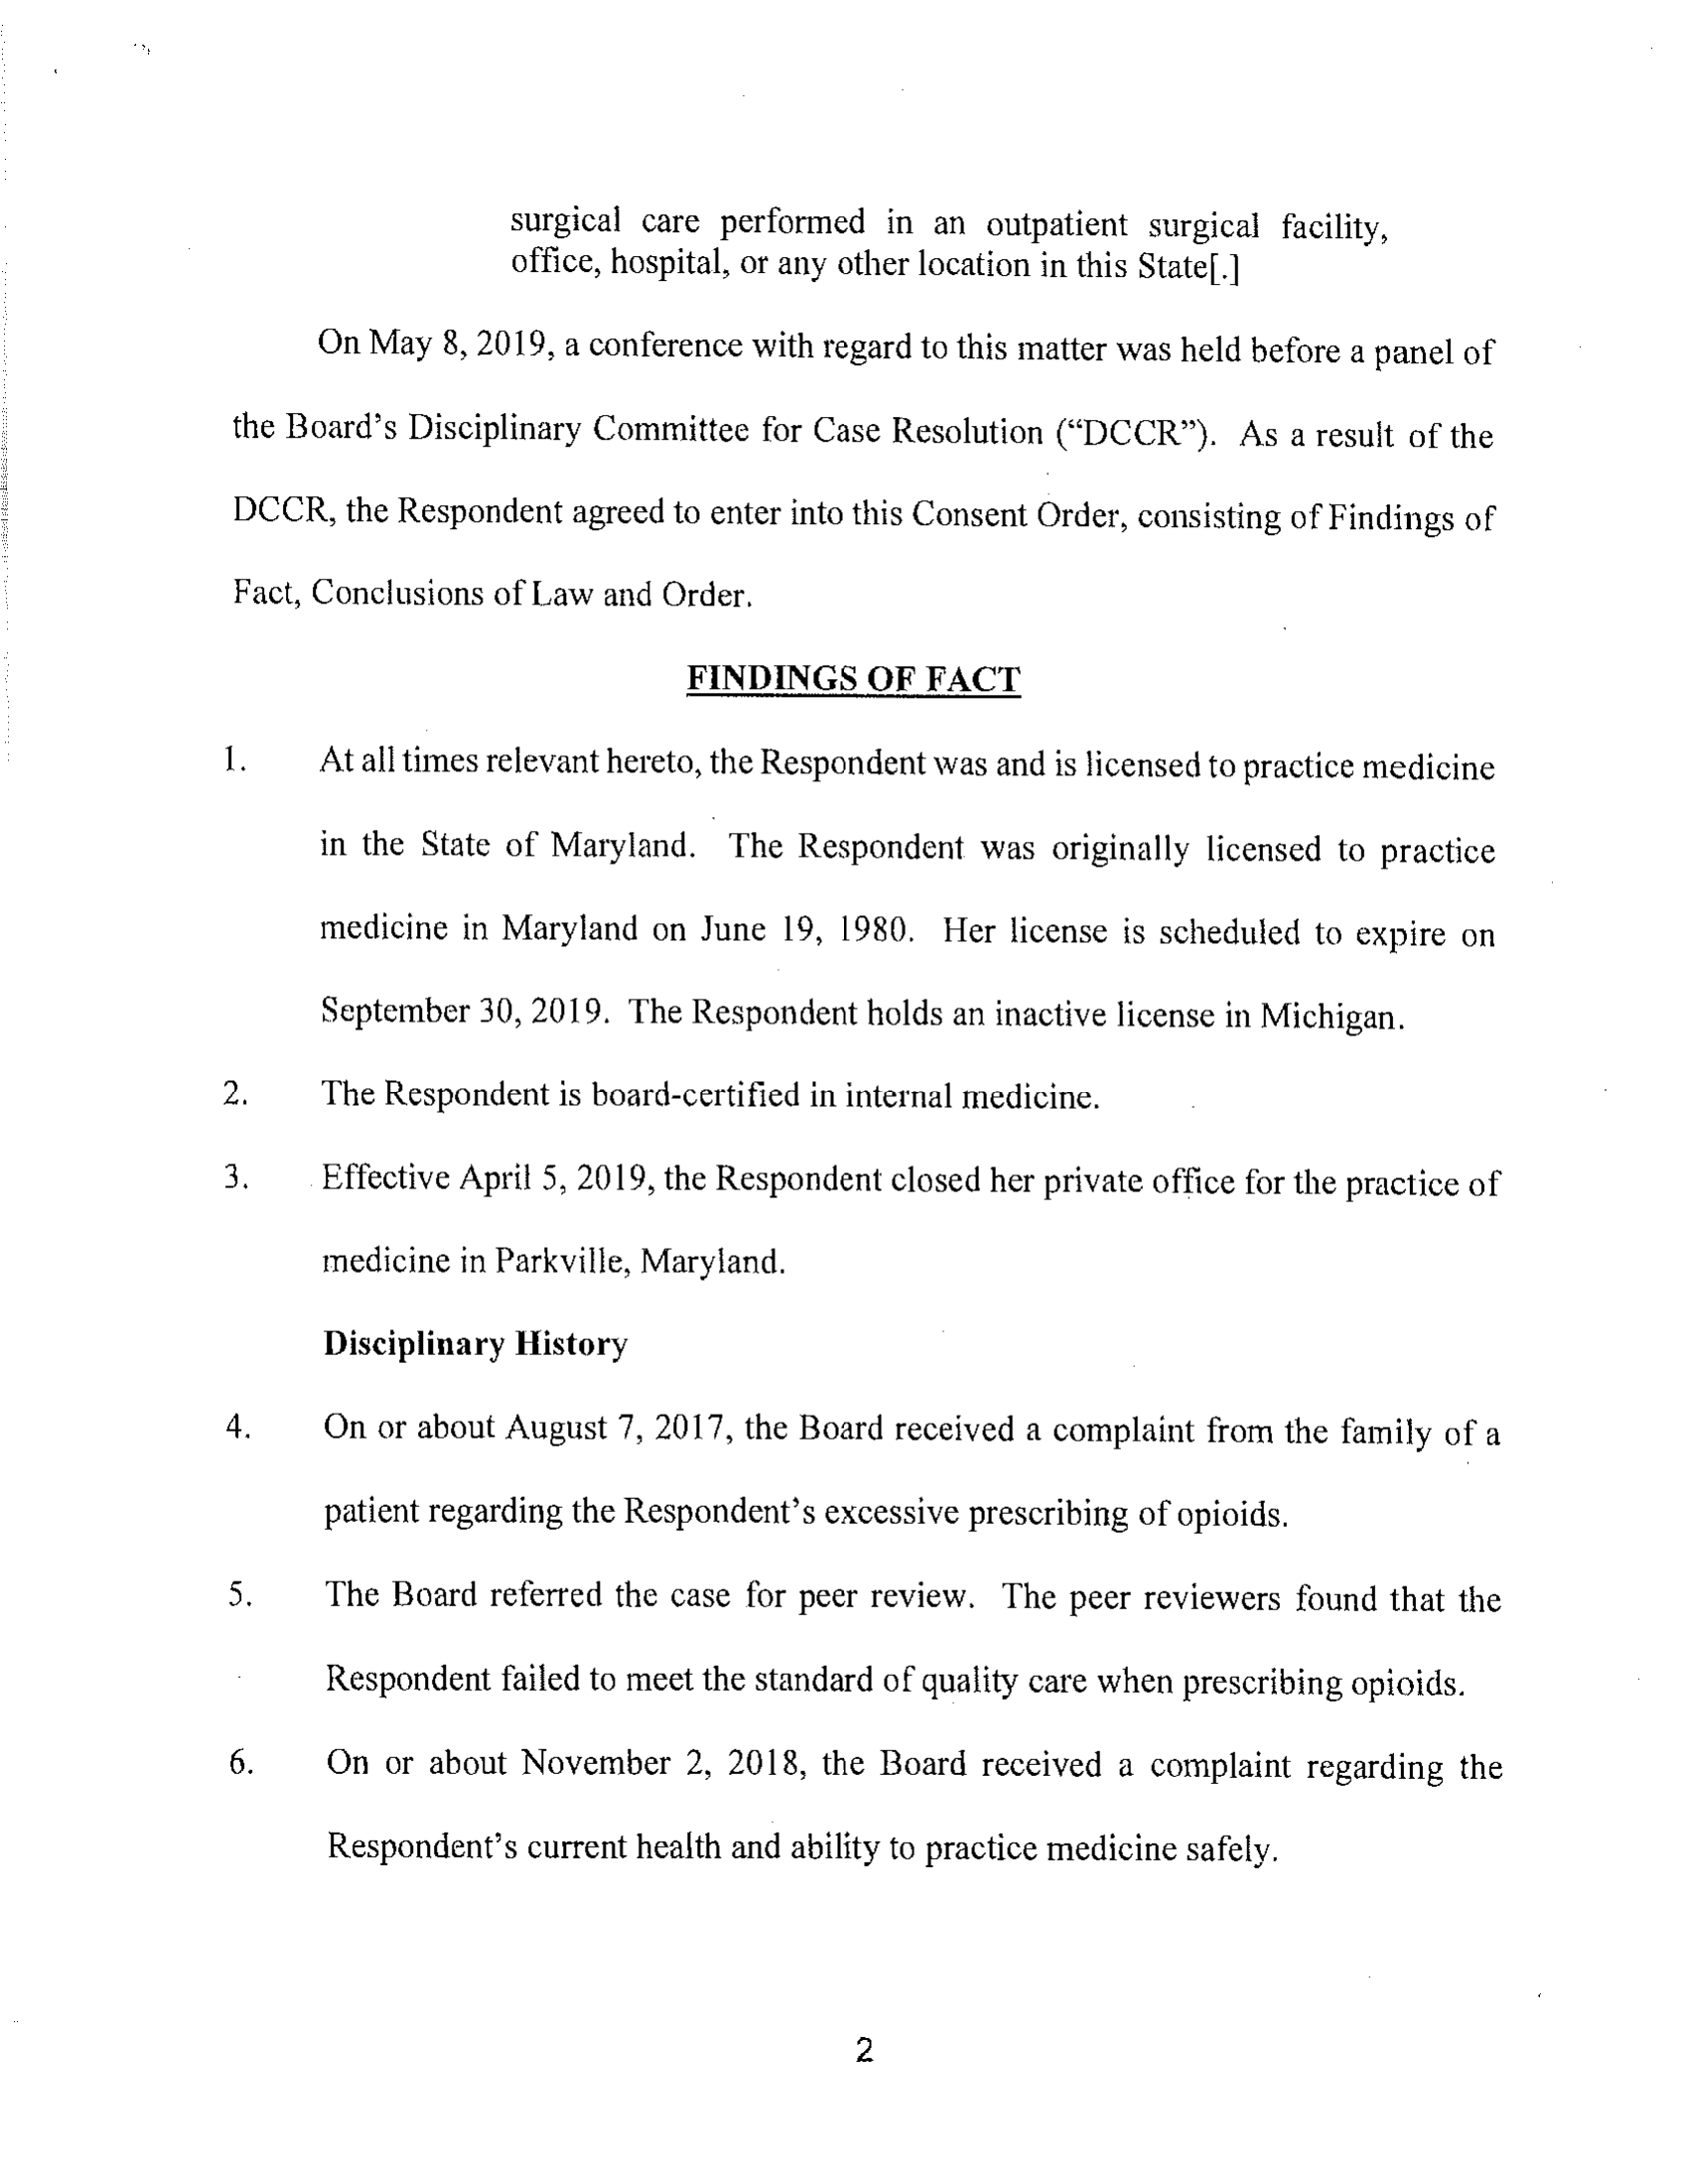 surgical care performed in an outpatient surgical facility,
office, hospital, or any other location in this State[.]
On May 8, 2019, a conference with regard to this matter was held before a panel of
the Board's Disciplinary Committee for Case Resolution (“DCCR”). As a result of the
DCCR, the Respondent agreed to enter into this Consent Order, consisting of Findings of
Fact, Conclusions of Law and Order.
FINDINGS OF FACT
1. At all times relevant hereto, the Respondent was and is licensed to practice medicine
in the State of Maryland. The Respondent was originally licensed to practice
medicine in Maryland on June 19, 1980. Her license is scheduled to expire on
September 30, 2019. The Respondent holds an inactive license in Michigan.
2. The Respondent is board-certified in internal medicine.
3. Effective April 5, 2019, the Respondent closed her private office for the practice of
medicine in Parkville, Maryland.
Disciplinary History
4. On or about August 7, 2017, the Board received a complaint from the family of a
patient regarding the Respondent's excessive prescribing of opioids.
5. The Board referred the case for peer review. The peer reviewers found that the
Respondent failed to meet the standard of quality care when prescribing opioids.
6. On or about November 2, 2018, the Board received a complaint regarding the
Respondent's current health and ability to practice medicine safely.
2